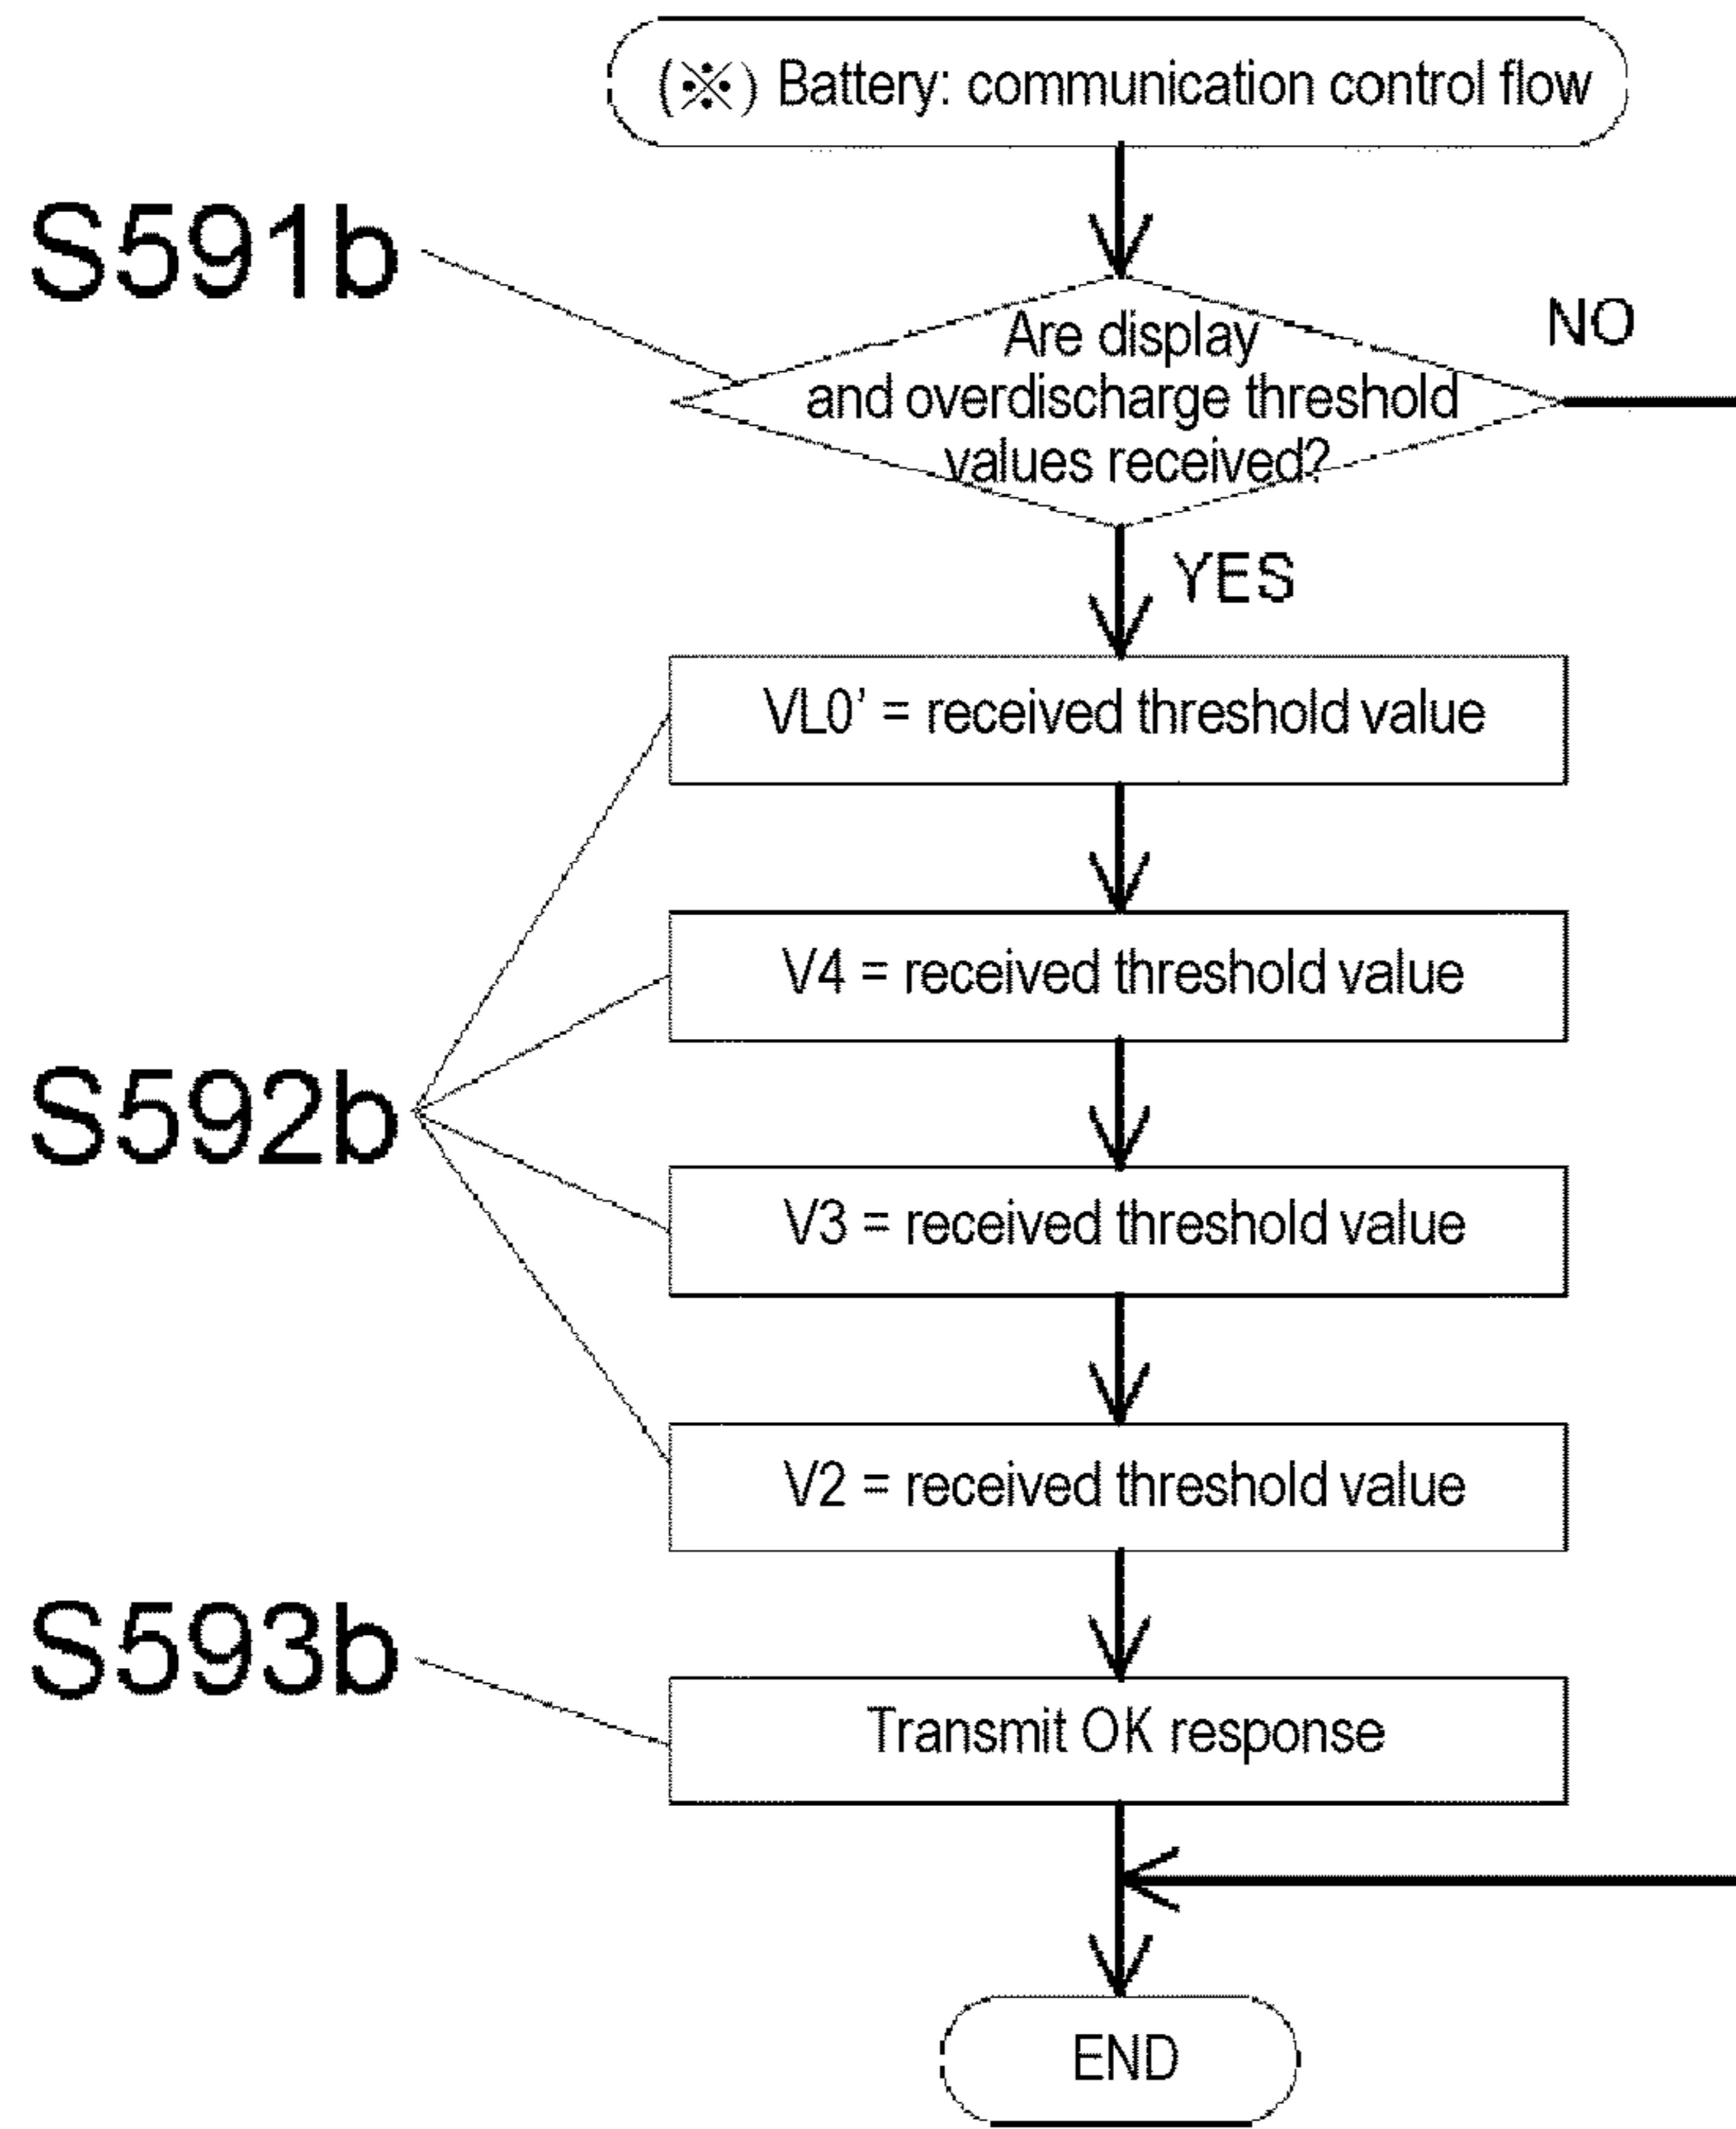 (※) Battery: communication control flow
S591b
Are display
and overdischarge threshold
values received?
NO
YES
VL0’ = received threshold value
V4 = received threshold value
S592b
V3 = received threshold value
V2 = received threshold value
S593b
Transmit OK response
END